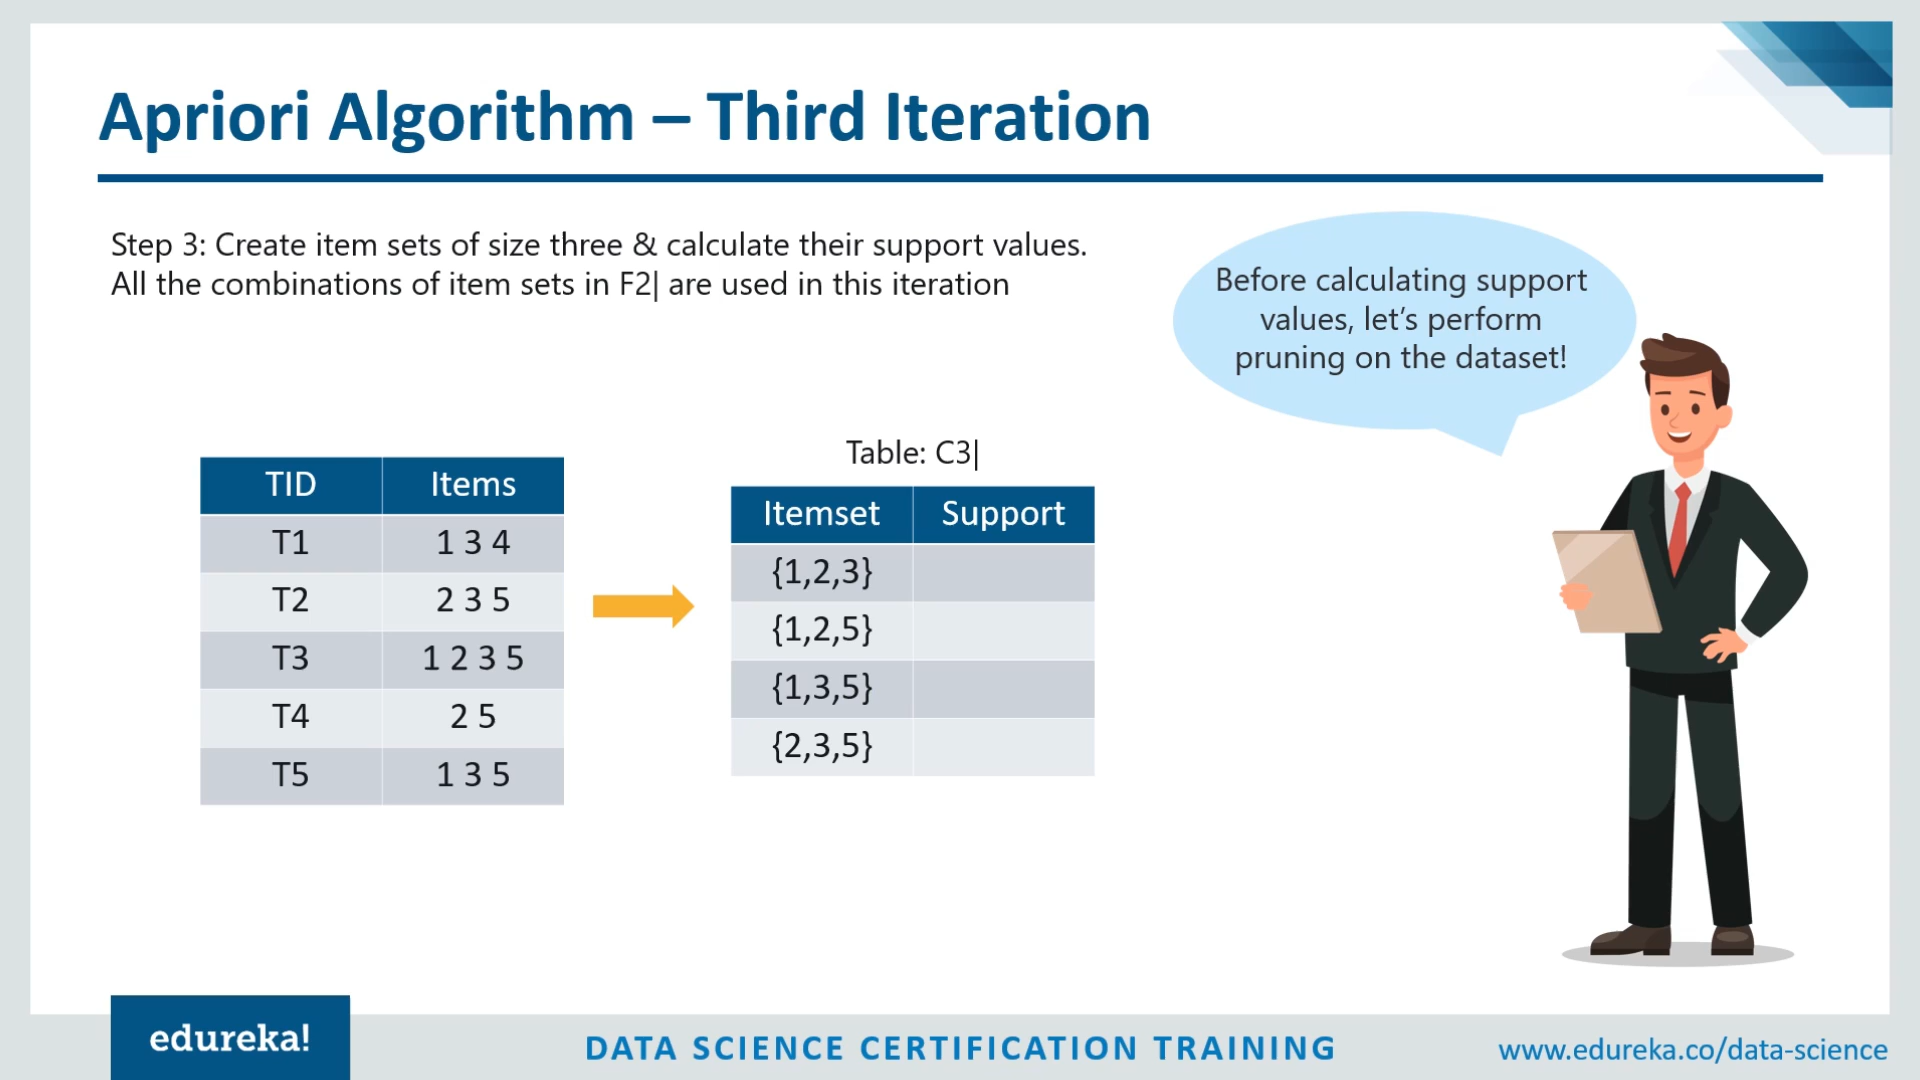 Apriori Algorithm – Third Iteration
Step 3: Create item sets of size three & calculate their support values.
All the combinations of item sets in F2| are used in this iteration
Before calculating support
values, let’s perform
pruning on the dataset!
TID Items
T1 1 3 4
T2 2 3 5
T3 1 2 3 5
T4 2 5
T5 1 3 5
Table: C3|
Itemset Support
{1,2,3}
{1,2,5}
{1,3,5}
{2,3,5}
edureka!
DATA SCIENCE CERTIFICATION TRAINING
www.edureka.co/data-science